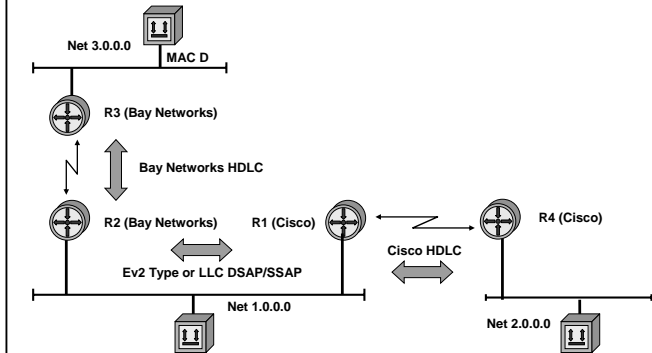 Net 3.0.0.0
MAC D
R3 (Bay Networks)
Bay Networks HDLC
R2 (Bay Networks)
R1 (Cisco)
R4 (Cisco)
Cisco HDLC
Ev2 Type or LLC DSAP/SSAP
Net 1.0.0.0
Net 2.0.0.0